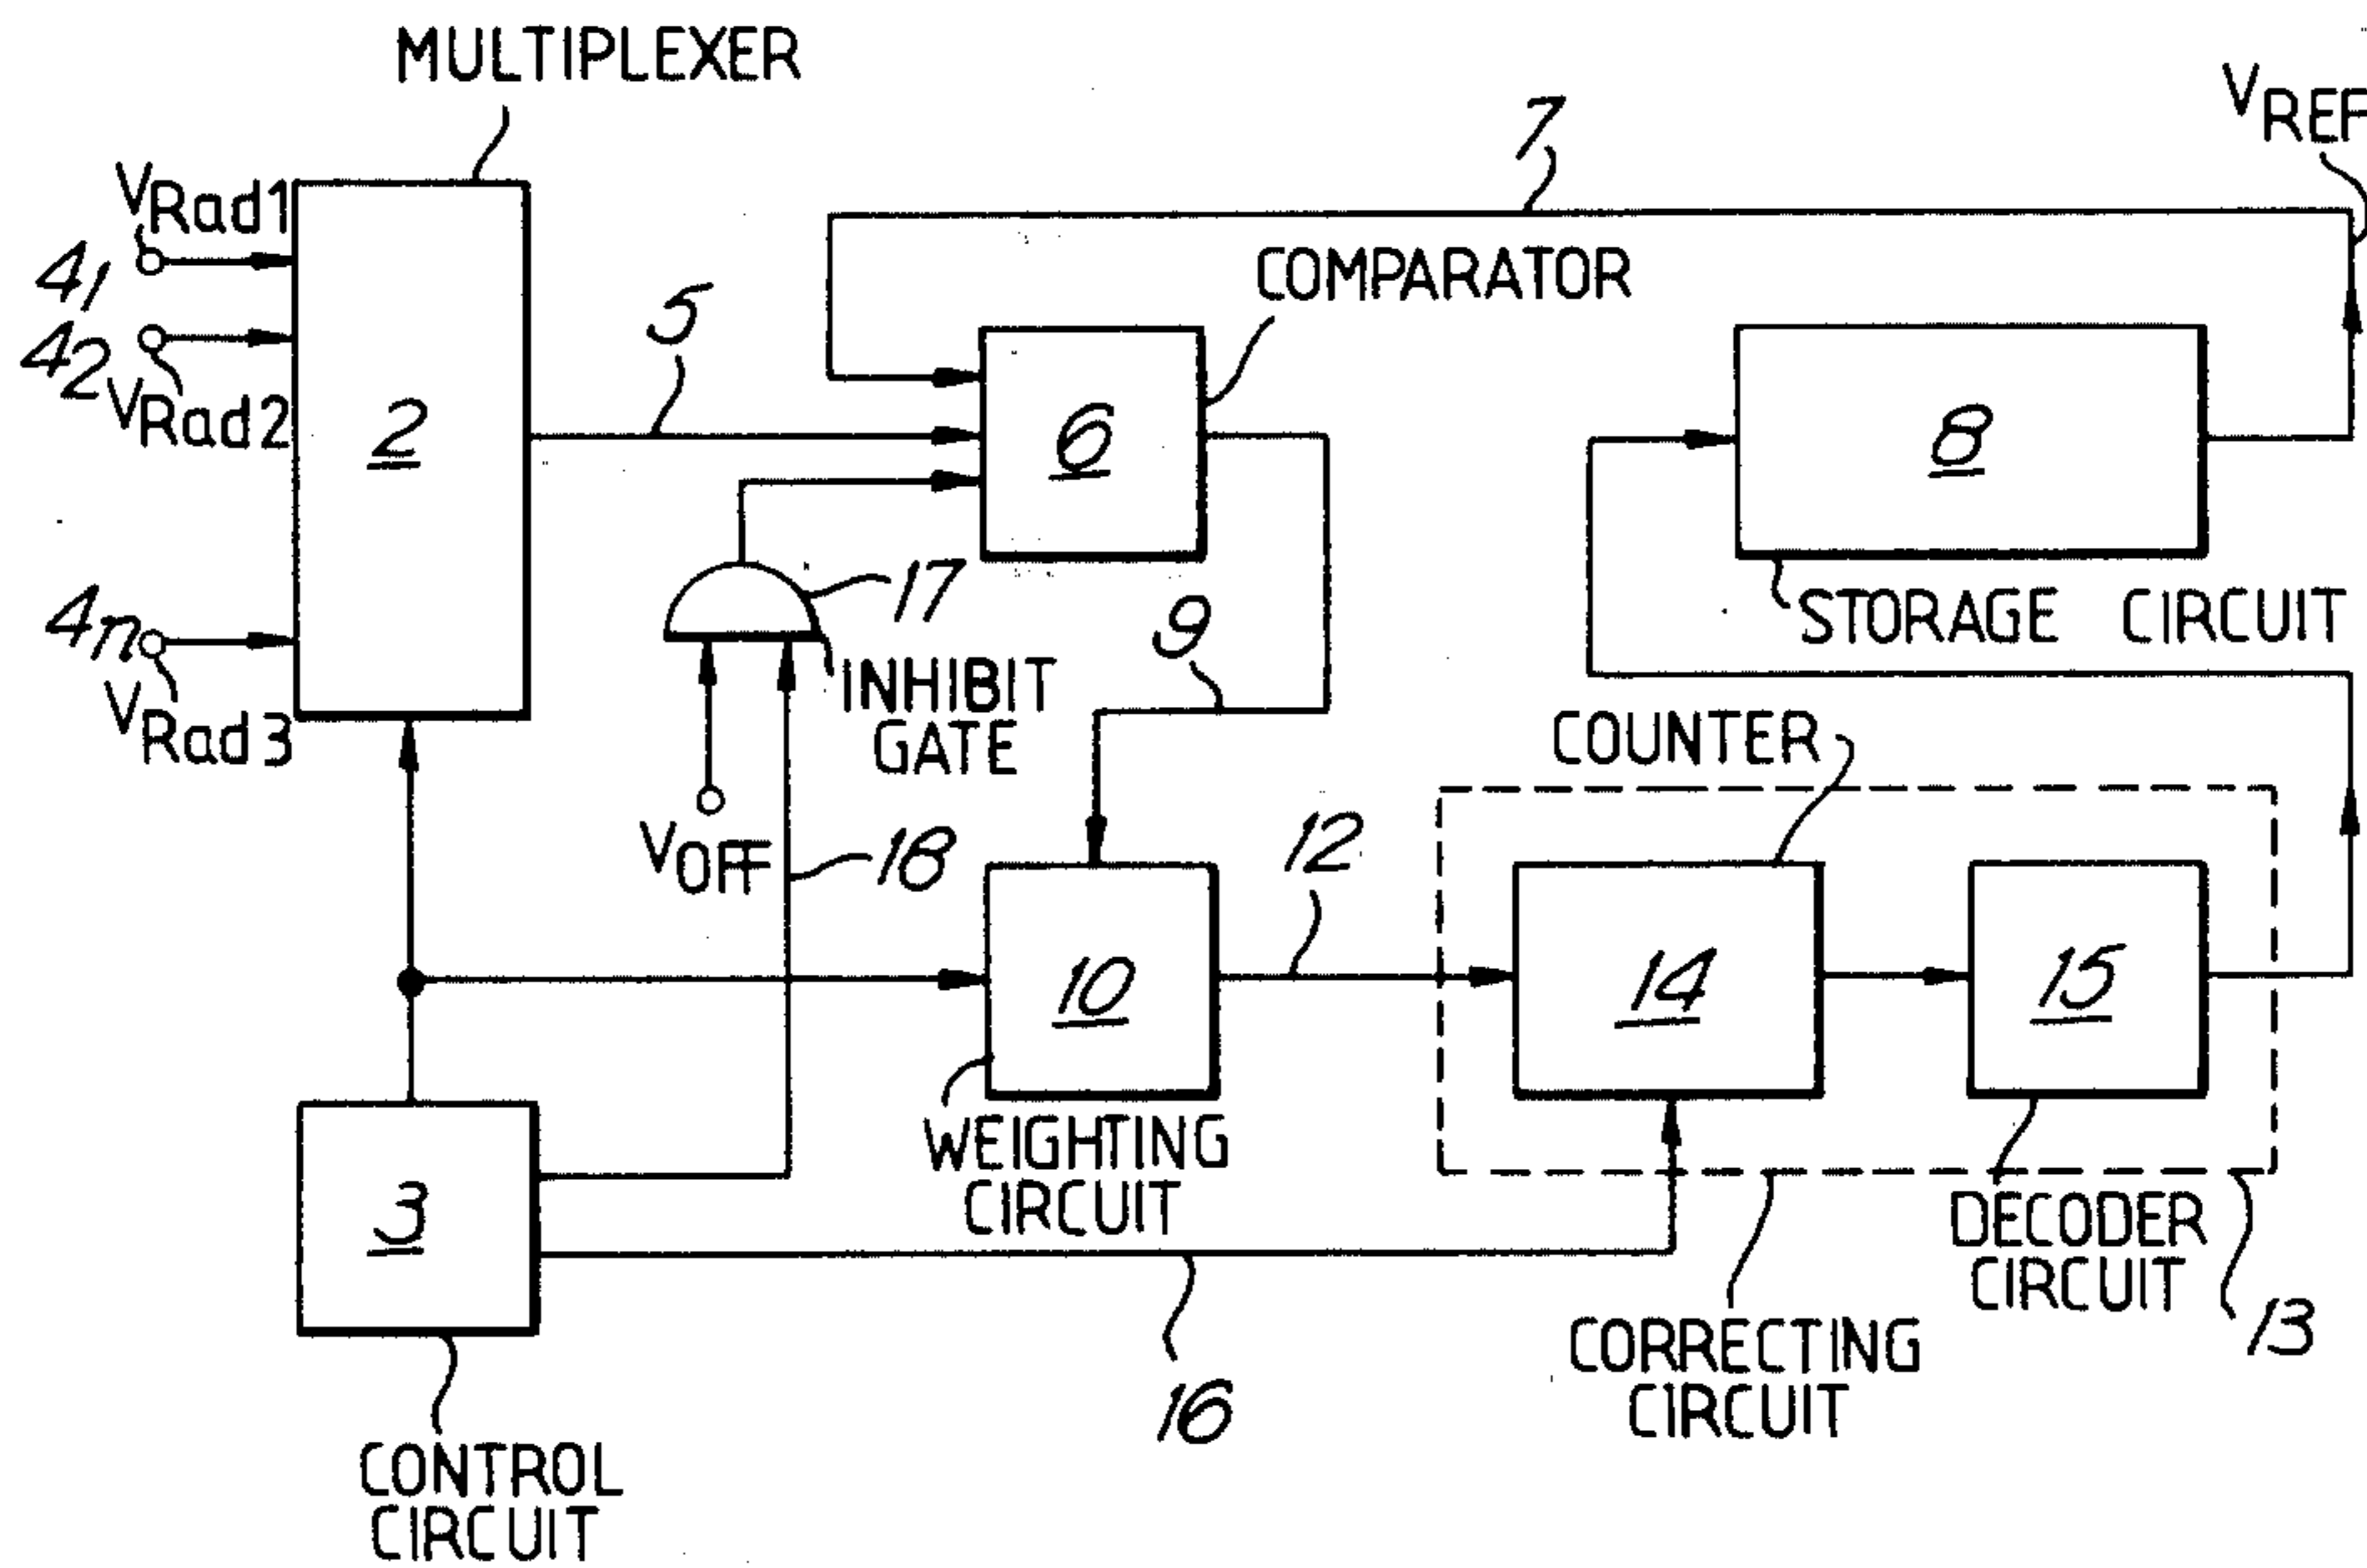 MULTIPLEXER
VRad1
41
42
VRad2
4n
VRad3
2
5
7
VREF
COMPARATOR
6
8
STORAGE CIRCUIT
17
INHIBIT
GATE
VOFF
18
9
COUNTER
12
10
14
15
WEIGHTING
CIRCUIT
3
DECODER
CIRCUIT
13
CORRECTING
CIRCUIT
16
CONTROL
CIRCUIT